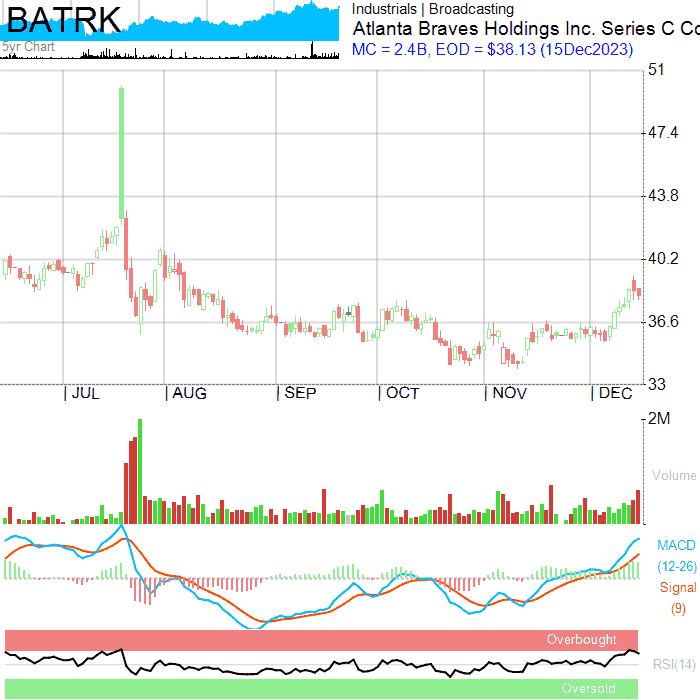 BATRK
5yr Chart
Industrials | Broadcasting
Atlanta Braves Holdings Inc. Series C Co
MC = 2.4B, EOD = $38.13 (15Dec2023)
51
47.4
43.8
40.2
36.6
33
JUL
AUG
SEP
OCT
NOV
DEC
2M
Volume
MACD
(12-26)
Signal
(9)
Overbought
RSI(14)
Oversold